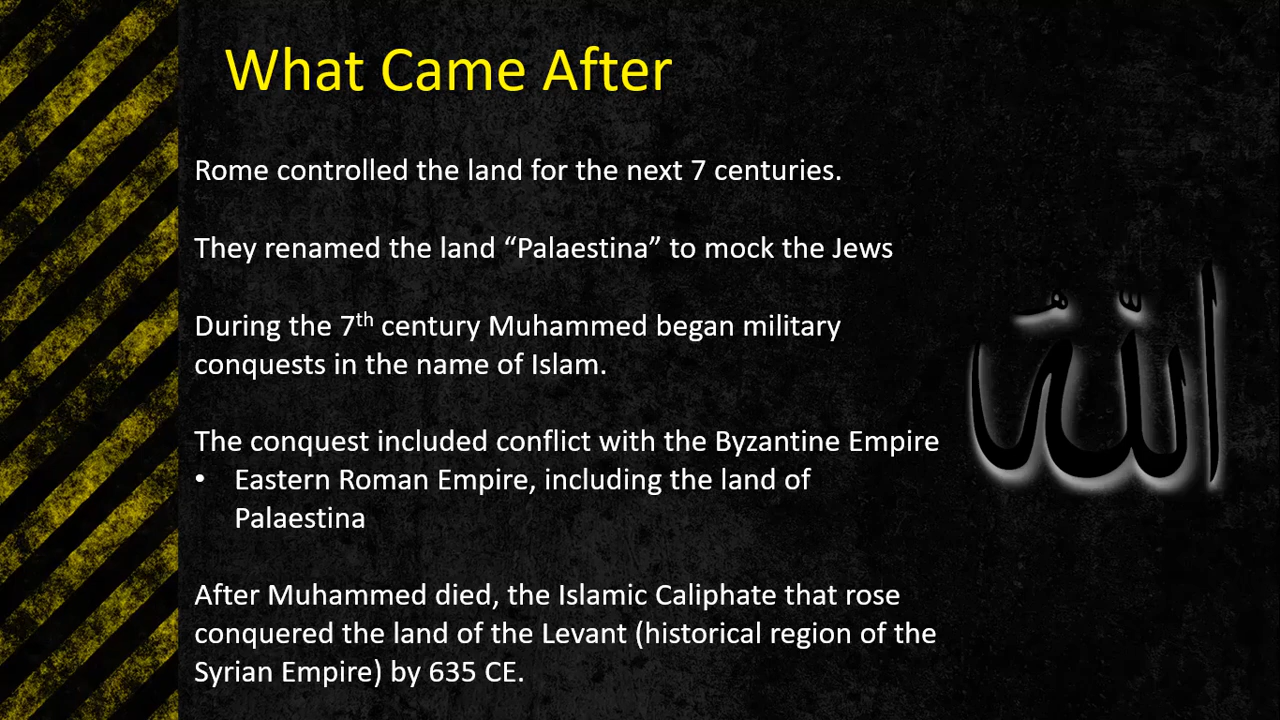 What Came After
Rome controlled the land for the next 7 centuries.
They renamed the land “Palaestina” to mock the Jews
During the 7th century Muhammed began military
conquests in the name of Islam.
The conquest included conflict with the Byzantine Empire
• Eastern Roman Empire, including the land of
Palaestina
After Muhammed died, the Islamic Caliphate that rose
conquered the land of the Levant (historical region of the
Syrian Empire) by 635 CE.
الله